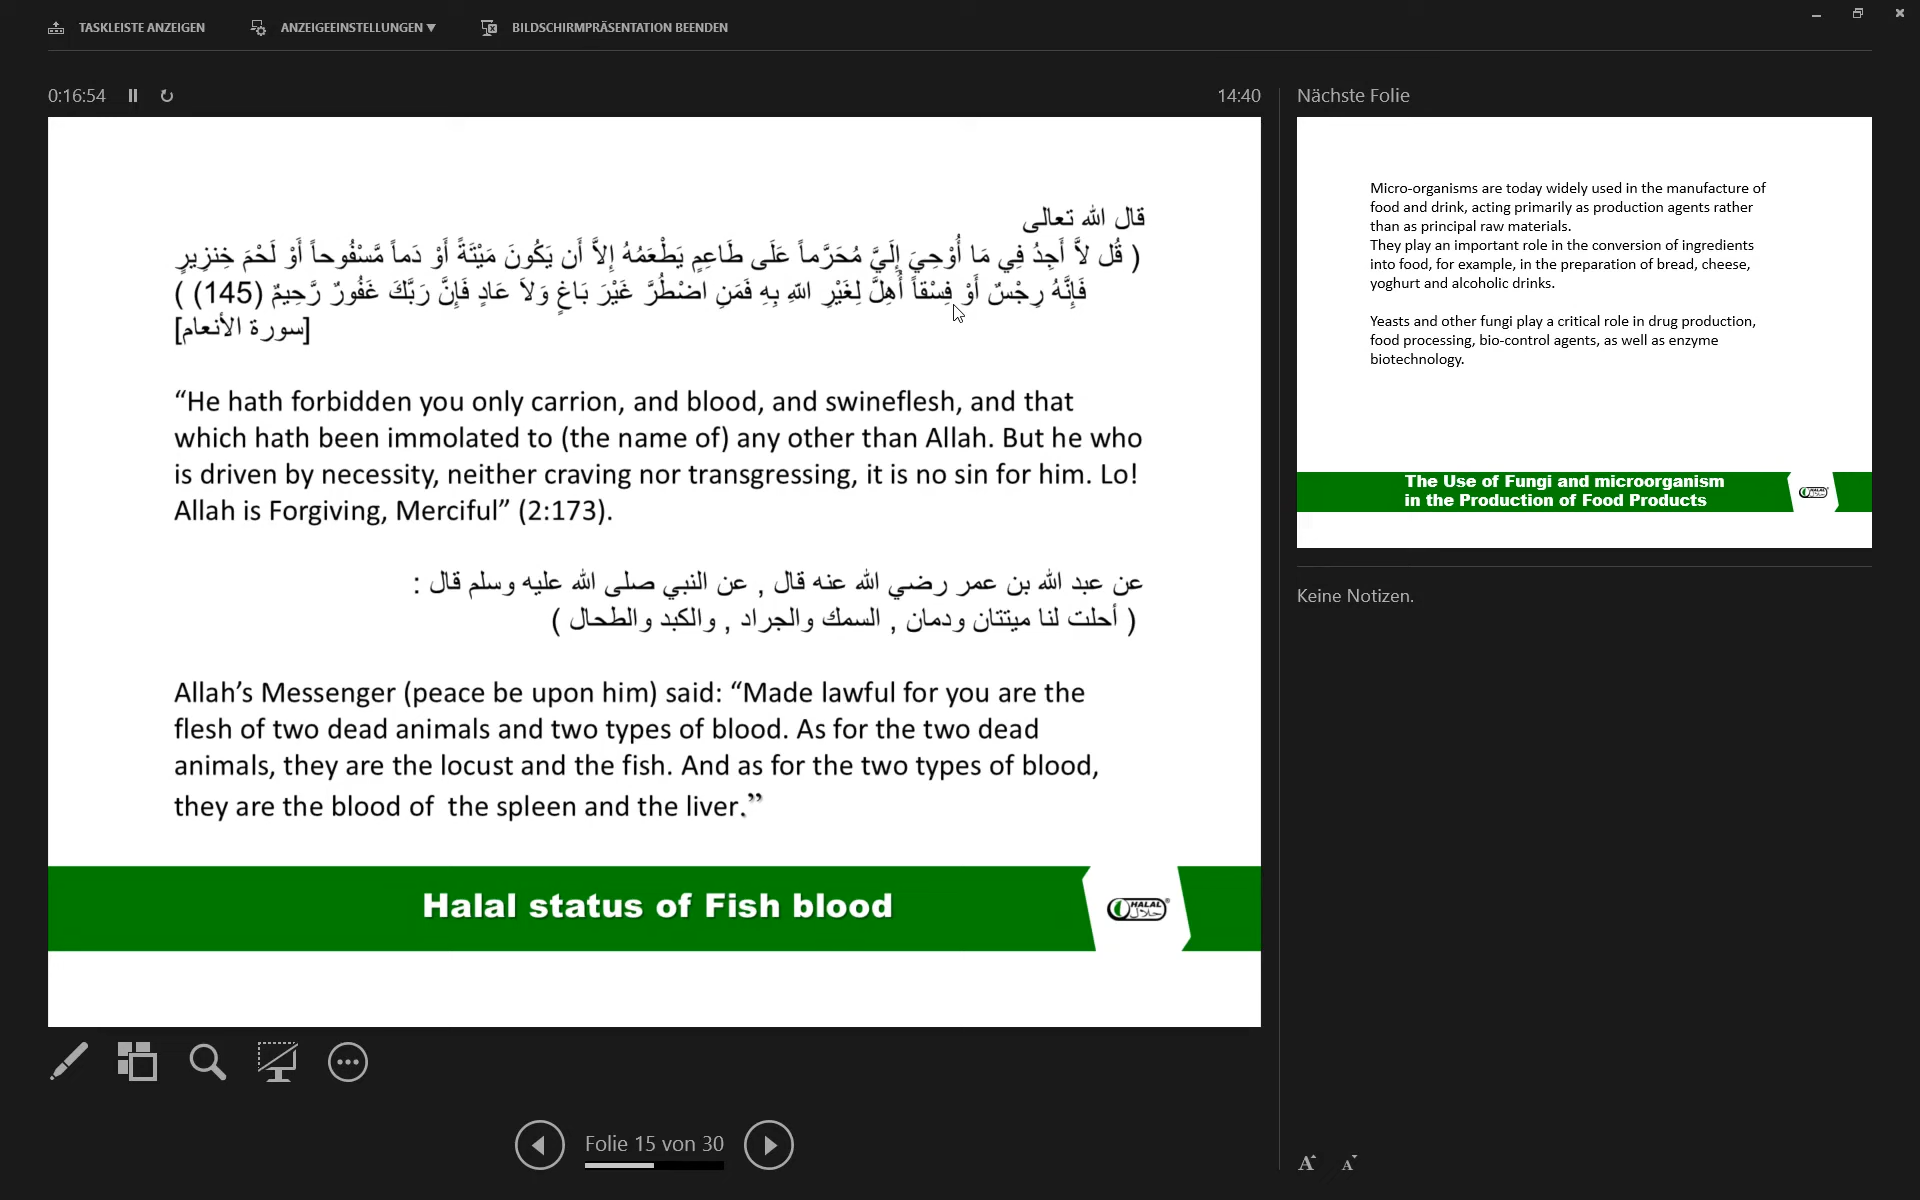 TASKLEISTE ANZEIGEN
ANZEIGEEINSTELLUNGEN ▼
BILDSCHIRMPRÄSENTATION BEENDEN
0:16:54
14:40
قال الله تعالى
( قُل لاَّ أَجِدُ فِي مَا أُوْحِيَ إِلَيَّ مُحَرَّماً عَلَى طَاعِمٍ يَطْعَمُهُ إِلاَّ أَن يَكُونَ مَيْتَةً أَوْ دَماً مَّسْفُوحاً أَوْ لَحْمَ خِنزِيرٍ
فَإِنَّهُ رِجْسٌ أَوْ فِسْقاً أُهِلَّ لِغَيْرِ اللّهِ بِهِ فَمَنِ اضْطُرَّ غَيْرَ بَاغٍ وَلاَ عَادٍ فَإِنَّ رَبَّكَ غَفُورٌ رَّحِيمٌ (145) )
[سورة الأنعام]
“He hath forbidden you only carrion, and blood, and swineflesh, and that
which hath been immolated to (the name of) any other than Allah. But he who
is driven by necessity, neither craving nor transgressing, it is no sin for him. Lo!
Allah is Forgiving, Merciful” (2:173).
عن عبد الله بن عمر رضي الله عنه قال , عن النبي صلى الله عليه وسلم قال :
( أحلت لنا ميتتان ودمان , السمك والجراد , والكبد والطحال )
Allah’s Messenger (peace be upon him) said: “Made lawful for you are the
flesh of two dead animals and two types of blood. As for the two dead
animals, they are the locust and the fish. And as for the two types of blood,
they are the blood of the spleen and the liver.”
Halal status of Fish blood
HALAL
حلال
Folie 15 von 30
Nächste Folie
Micro-organisms are today widely used in the manufacture of
food and drink, acting primarily as production agents rather
than as principal raw materials.
They play an important role in the conversion of ingredients
into food, for example, in the preparation of bread, cheese,
yoghurt and alcoholic drinks.
Yeasts and other fungi play a critical role in drug production,
food processing, bio-control agents, as well as enzyme
biotechnology.
The Use of Fungi and microorganism
in the Production of Food Products
Keine Notizen.
A A